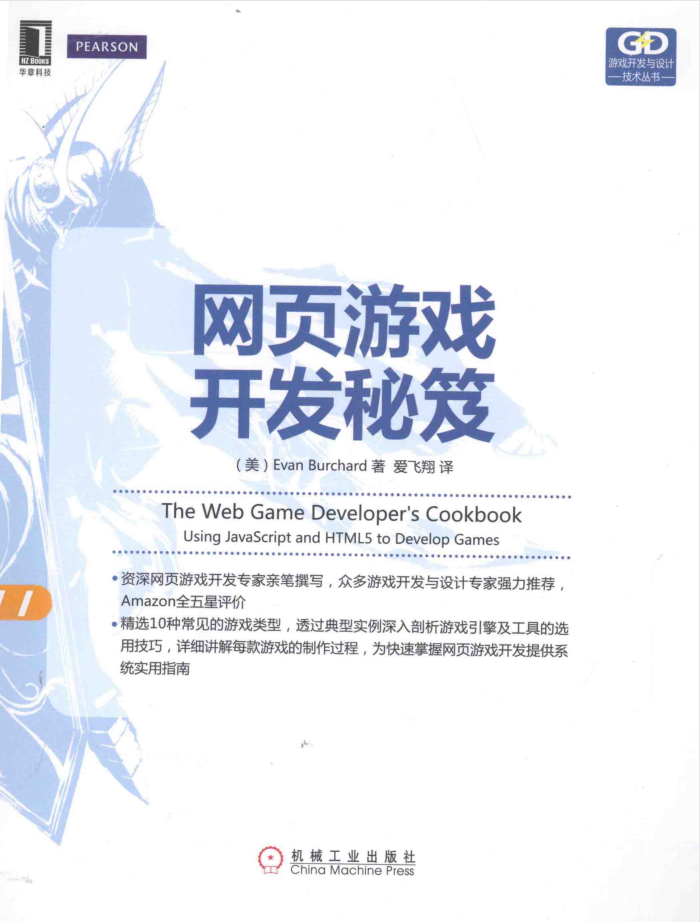 HZ BOOKS
华章科技
PEARSON
GD
游戏开发与设计
技术丛书
网页游戏
开发秘笈
（美）Evan Burchard 著 爱飞翔 译
The Web Game Developer's Cookbook
Using JavaScript and HTML5 to Develop Games
•资深网页游戏开发专家亲笔撰写，众多游戏开发与设计专家强力推荐，
Amazon全五星评价
•精选10种常见的游戏类型，透过典型实例深入剖析游戏引擎及工具的选
用技巧，详细讲解每款游戏的制作过程，为快速掌握网页游戏开发提供系
统实用指南
机械工业出版社
China Machine Press